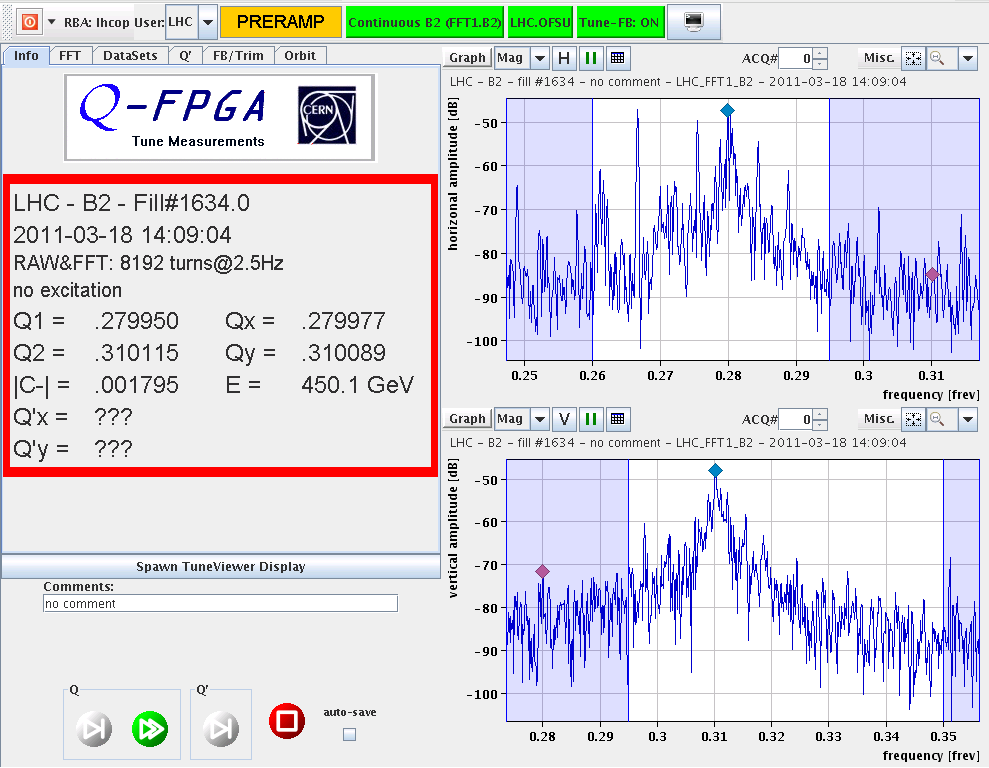 RBA: lhcop User: LHC PRERAMP Continuous B2 (FFT1.B2) LHC.OFSU Tune-FB: ON
Info FFT DataSets Q' FB/Trim Orbit
Q-FPGA
Tune Measurements
CERN
LHC - B2 - Fill#1634.0
2011-03-18 14:09:04
RAW&FFT: 8192 turns@2.5Hz
no excitation
Q1 = .279950 Qx = .279977
Q2 = .310115 Qy = .310089
|C-| = .001795 E = 450.1 GeV
Q'x = ???
Q'y = ???
Spawn TuneViewer Display
Comments:
no comment
Q Q'
auto-save
Graph Mag H ACQ# 0 Misc.
LHC - B2 - fill #1634 - no comment - LHC_FFT1_B2 - 2011-03-18 14:09:04
horizonal amplitude [dB]
-50
-60
-70
-80
-90
-100
0.25 0.26 0.27 0.28 0.29 0.3 0.31
frequency [frev]
Graph Mag V ACQ# 0 Misc.
LHC - B2 - fill #1634 - no comment - LHC_FFT1_B2 - 2011-03-18 14:09:04
vertical amplitude [dB]
-50
-60
-70
-80
-90
-100
0.28 0.29 0.3 0.31 0.32 0.33 0.34 0.35
frequency [frev]